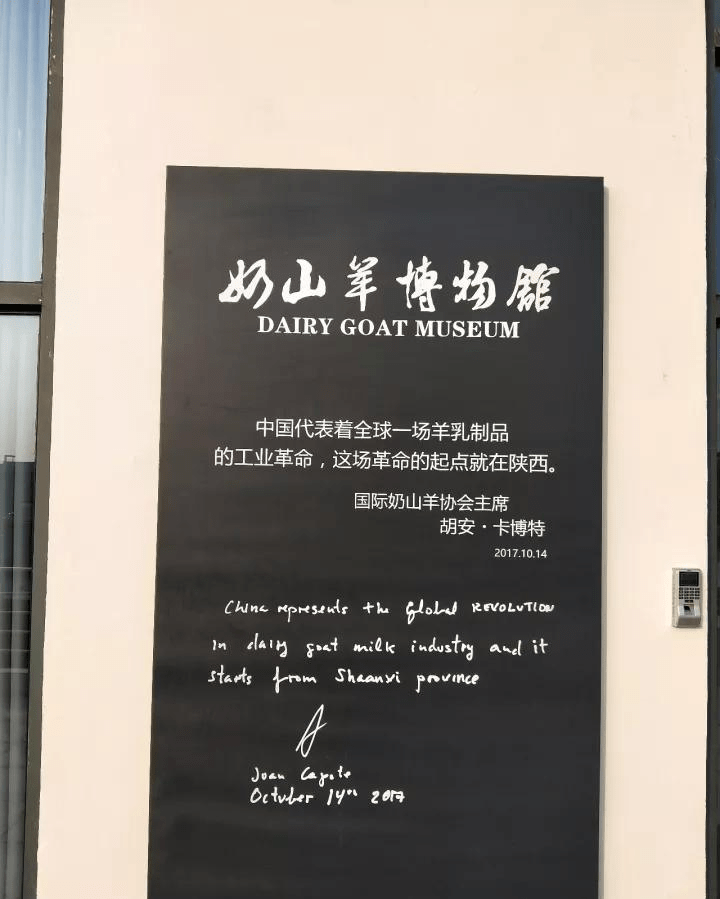 奶山羊博物館
DAIRY GOAT MUSEUM
中国代表着全球一场羊乳制品
的工业革命，这场革命的起点就在陕西。
国际奶山羊协会主席
胡安·卡博特
2017.10.14
China represents the Global REVOLUTION
in dairy goat milk industry and it
starts from Shaanxi province
Juan Capote
October 14th 2017